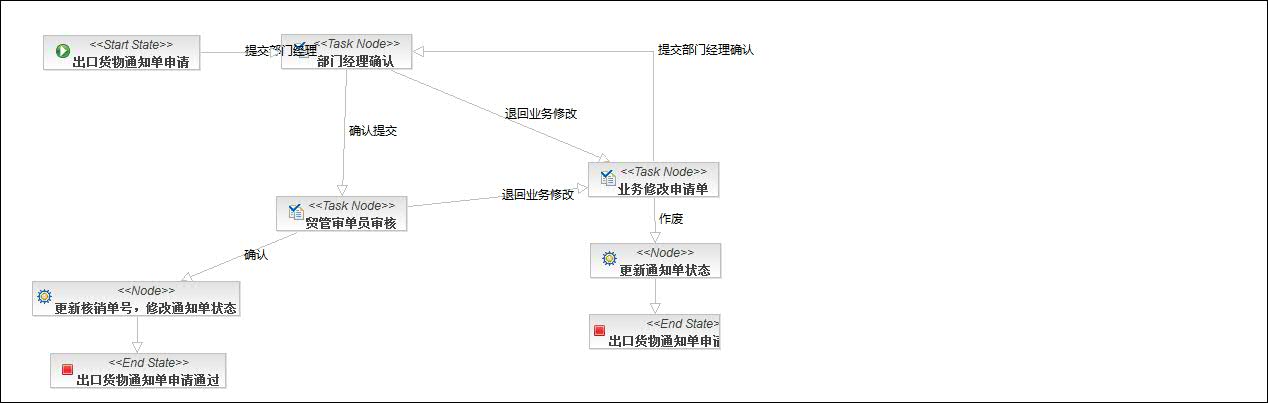 <<Start State>>
出口货物通知单申请
提交部门经理
<<Task Node>>
部门经理确认
提交部门经理确认
退回业务修改
确认提交
<<Task Node>>
业务修改申请单
退回业务修改
<<Task Node>>
贸管审单员审核
作废
确认
<<Node>>
更新通知单状态
<<Node>>
更新核销单号，修改通知单状态
<<End State>
出口货物通知单申
<<End State>>
出口货物通知单申请通过